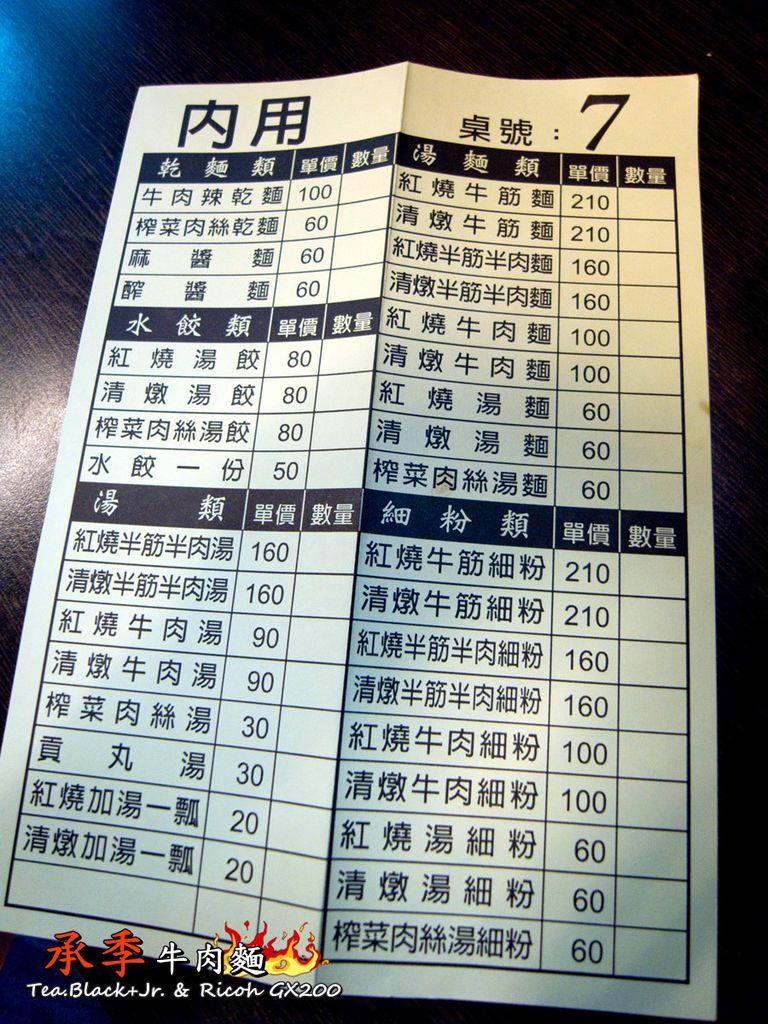 內用
桌號：7
乾麵類 單價 數量
牛肉辣乾麵 100
榨菜肉絲乾麵 60
麻醬麵 60
醡醬麵 60
水餃類 單價 數量
紅燒湯餃 80
清燉湯餃 80
榨菜肉絲湯餃 80
水餃一份 50
湯類 單價 數量
紅燒半筋半肉湯 160
清燉半筋半肉湯 160
紅燒牛肉湯 90
清燉牛肉湯 90
榨菜肉絲湯 30
貢丸湯 30
紅燒加湯一瓢 20
清燉加湯一瓢 20
湯麵類 單價 數量
紅燒牛筋麵 210
清燉牛筋麵 210
紅燒半筋半肉麵 160
清燉半筋半肉麵 160
紅燒牛肉麵 100
清燉牛肉麵 100
紅燒湯麵 60
清燉湯麵 60
榨菜肉絲湯麵 60
細粉類 單價 數量
紅燒牛筋細粉 210
清燉牛筋細粉 210
紅燒半筋半肉細粉 160
清燉半筋半肉細粉 160
紅燒牛肉細粉 100
清燉牛肉細粉 100
紅燒湯細粉 60
清燉湯細粉 60
榨菜肉絲湯細粉 60
承季牛肉麵
Tea.Black+Jr. & Ricoh GX200